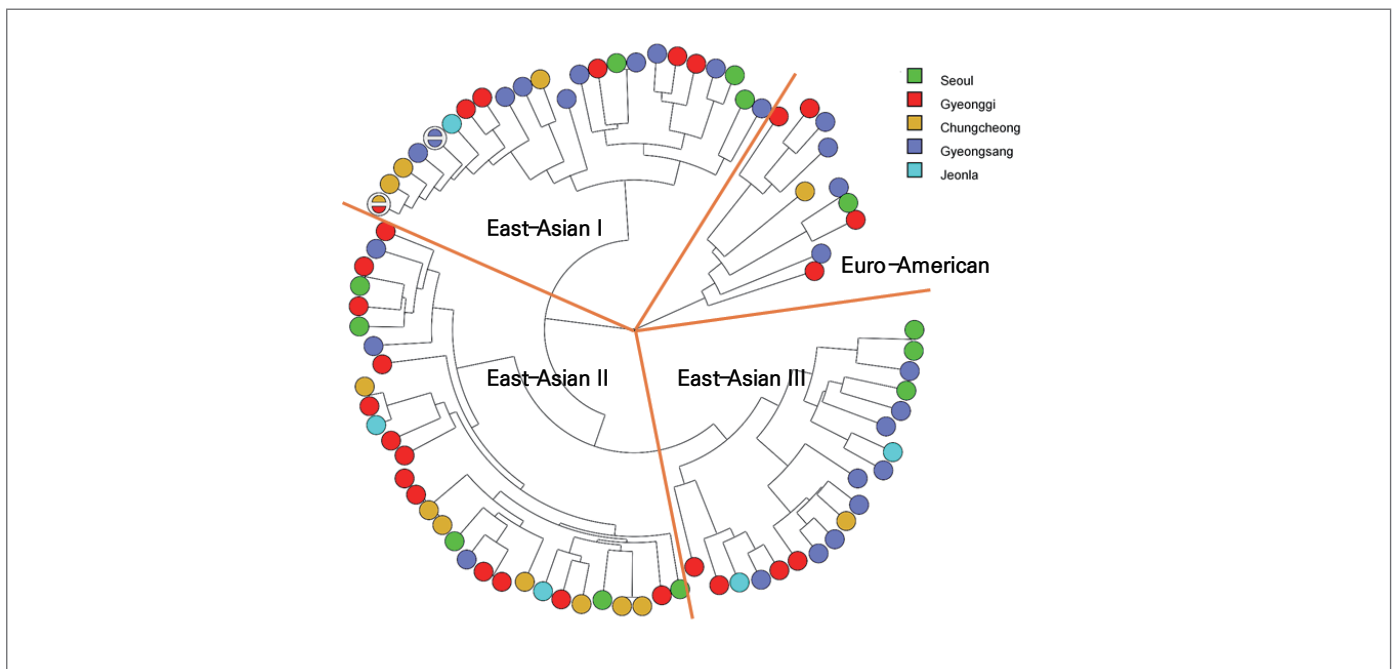 Seoul
Gyeonggi
Chungcheong
Gyeongsang
Jeonla
East-Asian I
Euro-American
East-Asian II
East-Asian III